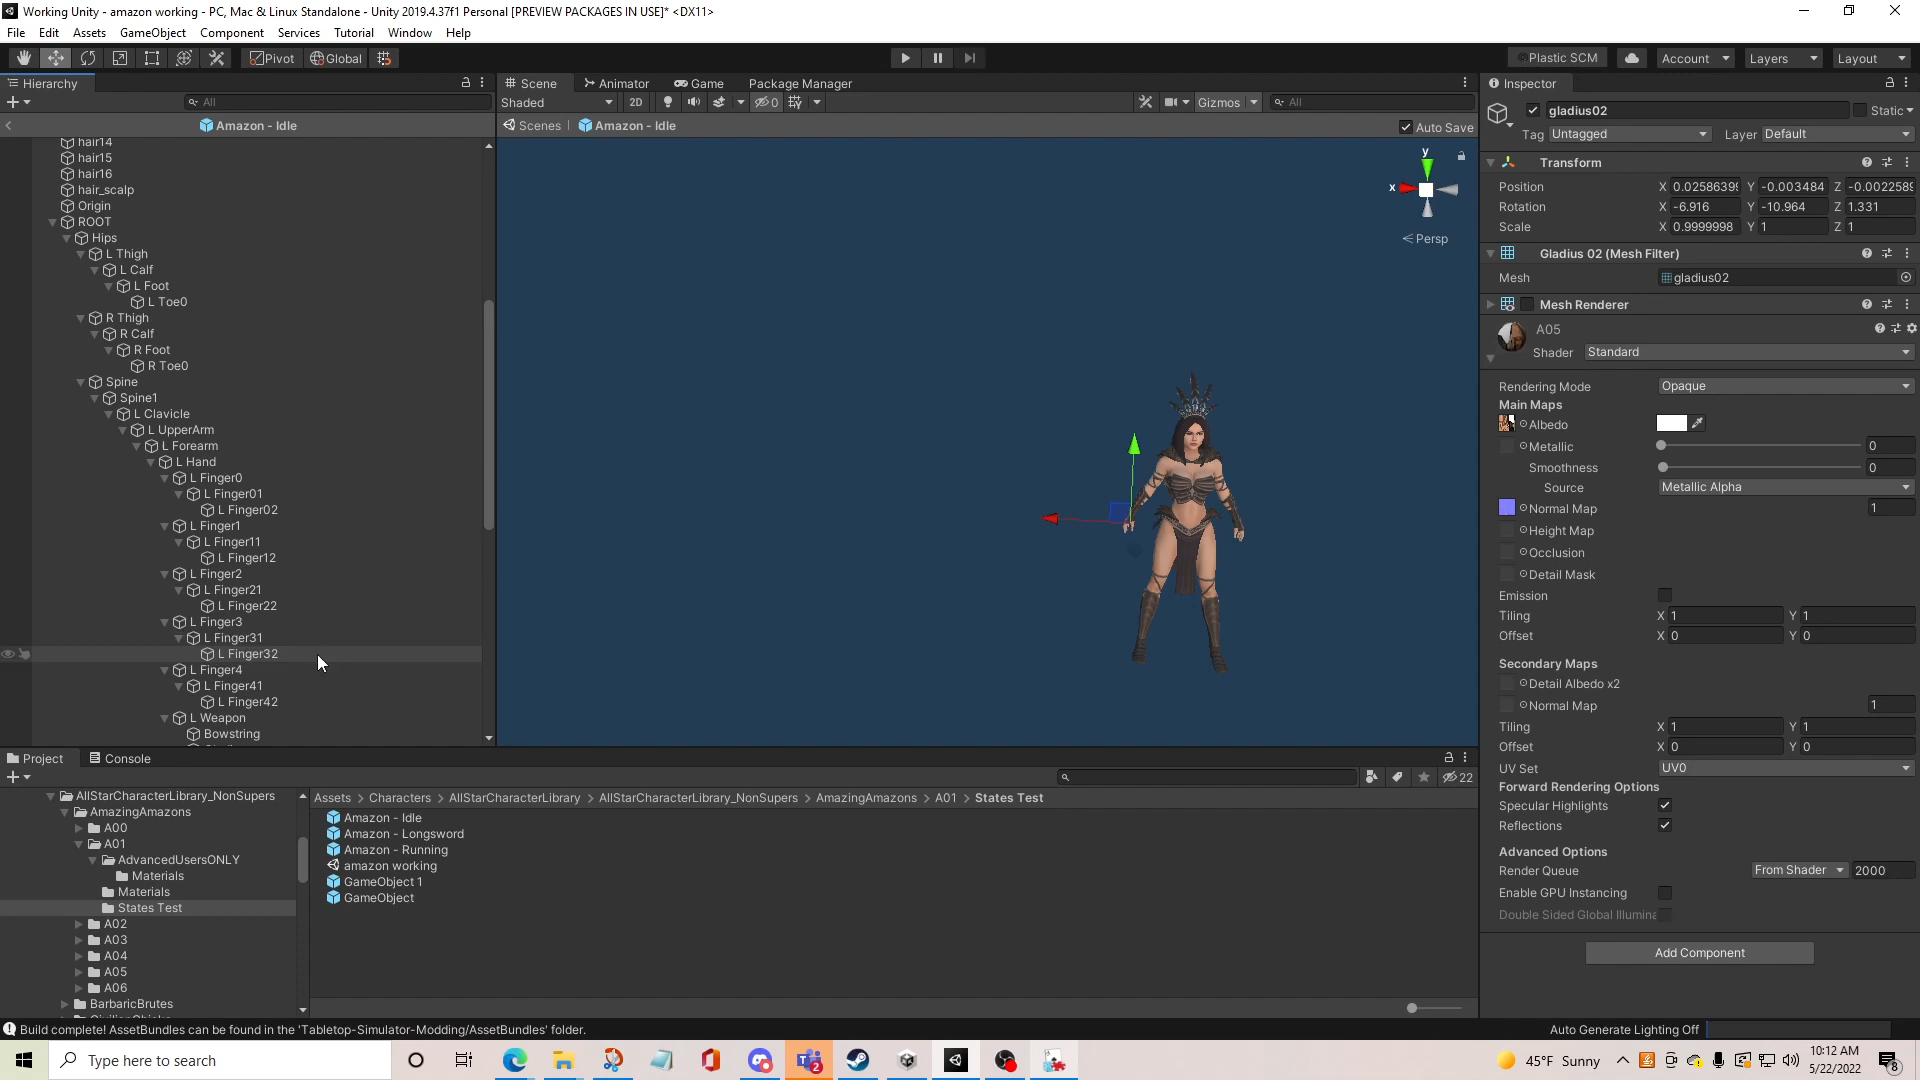 Working Unity - amazon working - PC, Mac & Linux Standalone - Unity 2019.4.37f1 Personal [PREVIEW PACKAGES IN USE]* <DX11>
File Edit Assets GameObject Component Services Tutorial Window Help
Pivot Global Plastic SCM Account Layers Layout
Hierarchy
All
Amazon - Idle
hair14
hair15
hair16
hair_scalp
Origin
ROOT
Hips
L Thigh
L Calf
L Foot
L Toe0
R Thigh
R Calf
R Foot
R Toe0
Spine
Spine1
L Clavicle
L UpperArm
L Forearm
L Hand
L Finger0
L Finger01
L Finger02
L Finger1
L Finger11
L Finger12
L Finger2
L Finger21
L Finger22
L Finger3
L Finger31
L Finger32
L Finger4
L Finger41
L Finger42
L Weapon
Bowstring
Scene Animator Game Package Manager
Shaded 2D 0 Gizmos All
Scenes Amazon - Idle Auto Save
y
x
Persp
Inspector
gladius02 Static
Tag Untagged Layer Default
Transform
Position X 0.02586399 Y -0.003484 Z -0.0022589
Rotation X -6.916 Y -10.964 Z 1.331
Scale X 0.9999998 Y 1 Z 1
Gladius 02 (Mesh Filter)
Mesh gladius02
Mesh Renderer
A05
Shader Standard
Rendering Mode Opaque
Main Maps
Albedo
Metallic 0
Smoothness 0
Source Metallic Alpha
Normal Map 1
Height Map
Occlusion
Detail Mask
Emission
Tiling X 1 Y 1
Offset X 0 Y 0
Secondary Maps
Detail Albedo x2
Normal Map 1
Tiling X 1 Y 1
Offset X 0 Y 0
UV Set UV0
Forward Rendering Options
Specular Highlights
Reflections
Advanced Options
Render Queue From Shader 2000
Enable GPU Instancing
Double Sided Global Illumina
Add Component
Project Console
22
AllStarCharacterLibrary_NonSupers
AmazingAmazons
A00
A01
AdvancedUsersONLY
Materials
Materials
States Test
A02
A03
A04
A05
A06
BarbaricBrutes
Assets > Characters > AllStarCharacterLibrary > AllStarCharacterLibrary_NonSupers > AmazingAmazons > A01 > States Test
Amazon - Idle
Amazon - Longsword
Amazon - Running
amazon working
GameObject 1
GameObject
Build complete! AssetBundles can be found in the 'Tabletop-Simulator-Modding/AssetBundles' folder.
Auto Generate Lighting Off
Type here to search
2
45°F Sunny
10:12 AM
5/22/2022
8